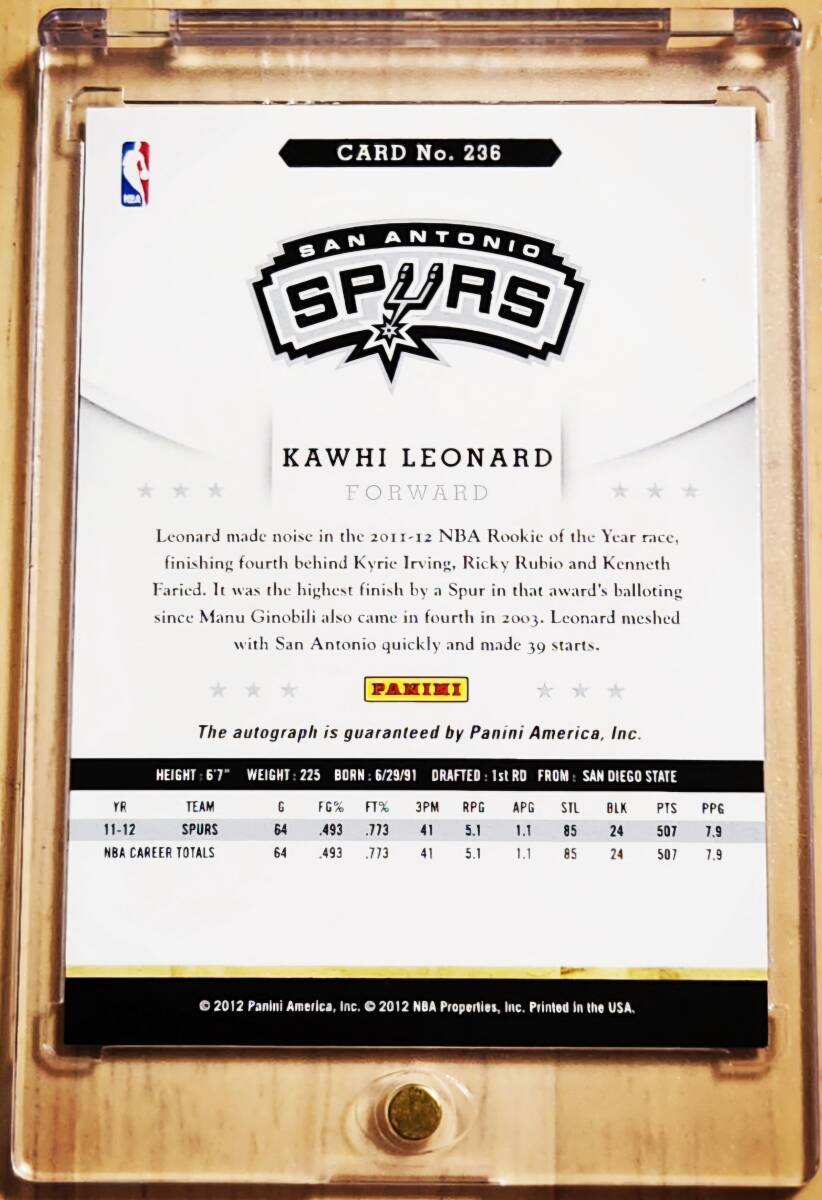 CARD No. 236
NBA
SAN ANTONIO
SPURS
KAWHI LEONARD
FORWARD
Leonard made noise in the 2011-12 NBA Rookie of the Year race,
finishing fourth behind Kyrie Irving, Ricky Rubio and Kenneth
Faried. It was the highest finish by a Spur in that award's balloting
since Manu Ginobili also came in fourth in 2003. Leonard meshed
with San Antonio quickly and made 39 starts.
PANINI
The autograph is guaranteed by Panini America, Inc.
HEIGHT: 6'7" WEIGHT: 225 BORN: 6/29/91 DRAFTED: 1st RD FROM: SAN DIEGO STATE
YR TEAM G FG% FT% 3PM RPG APG STL BLK PTS PPG
11-12 SPURS 64 .493 .773 41 5.1 1.1 85 24 507 7.9
NBA CAREER TOTALS 64 .493 .773 41 5.1 1.1 85 24 507 7.9
© 2012 Panini America, Inc. © 2012 NBA Properties, Inc. Printed in the USA.